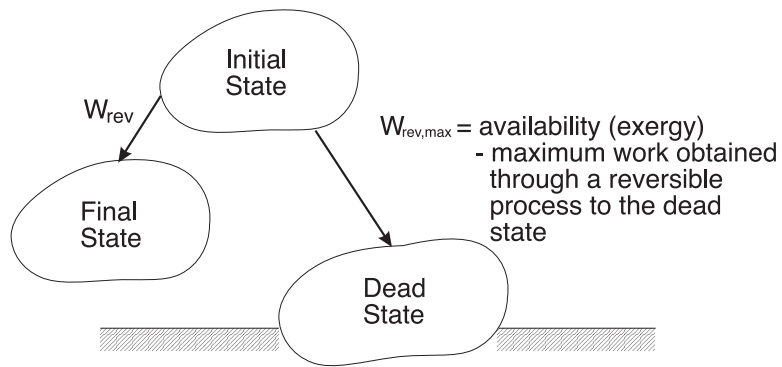 Initial
State
W_rev
W_rev,max = availability (exergy)
- maximum work obtained
through a reversible
process to the dead
state
Final
State
Dead
State